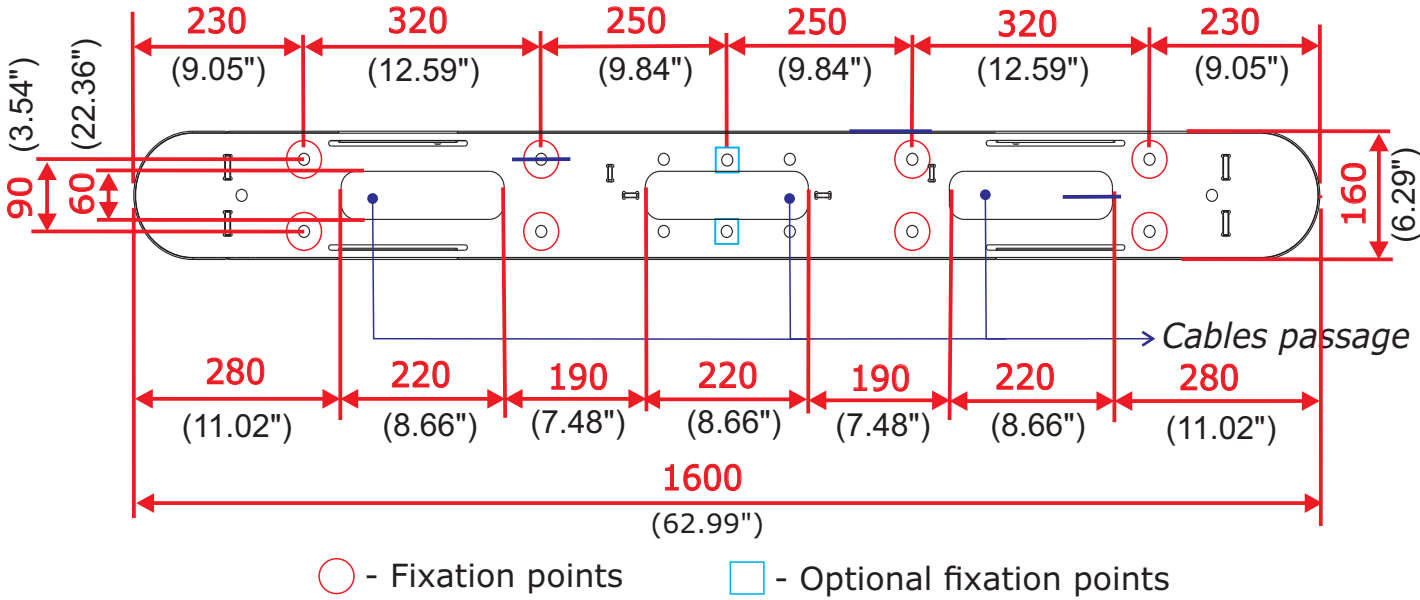 230 320 250 250 320 230
(9.05") (12.59") (9.84") (9.84") (12.59") (9.05")
(3.54") (22.36")
90 60
160
(6.29")
Cables passage
280 220 190 220 190 220 280
(11.02") (8.66") (7.48") (8.66") (7.48") (8.66") (11.02")
1600
(62.99")
- Fixation points - Optional fixation points